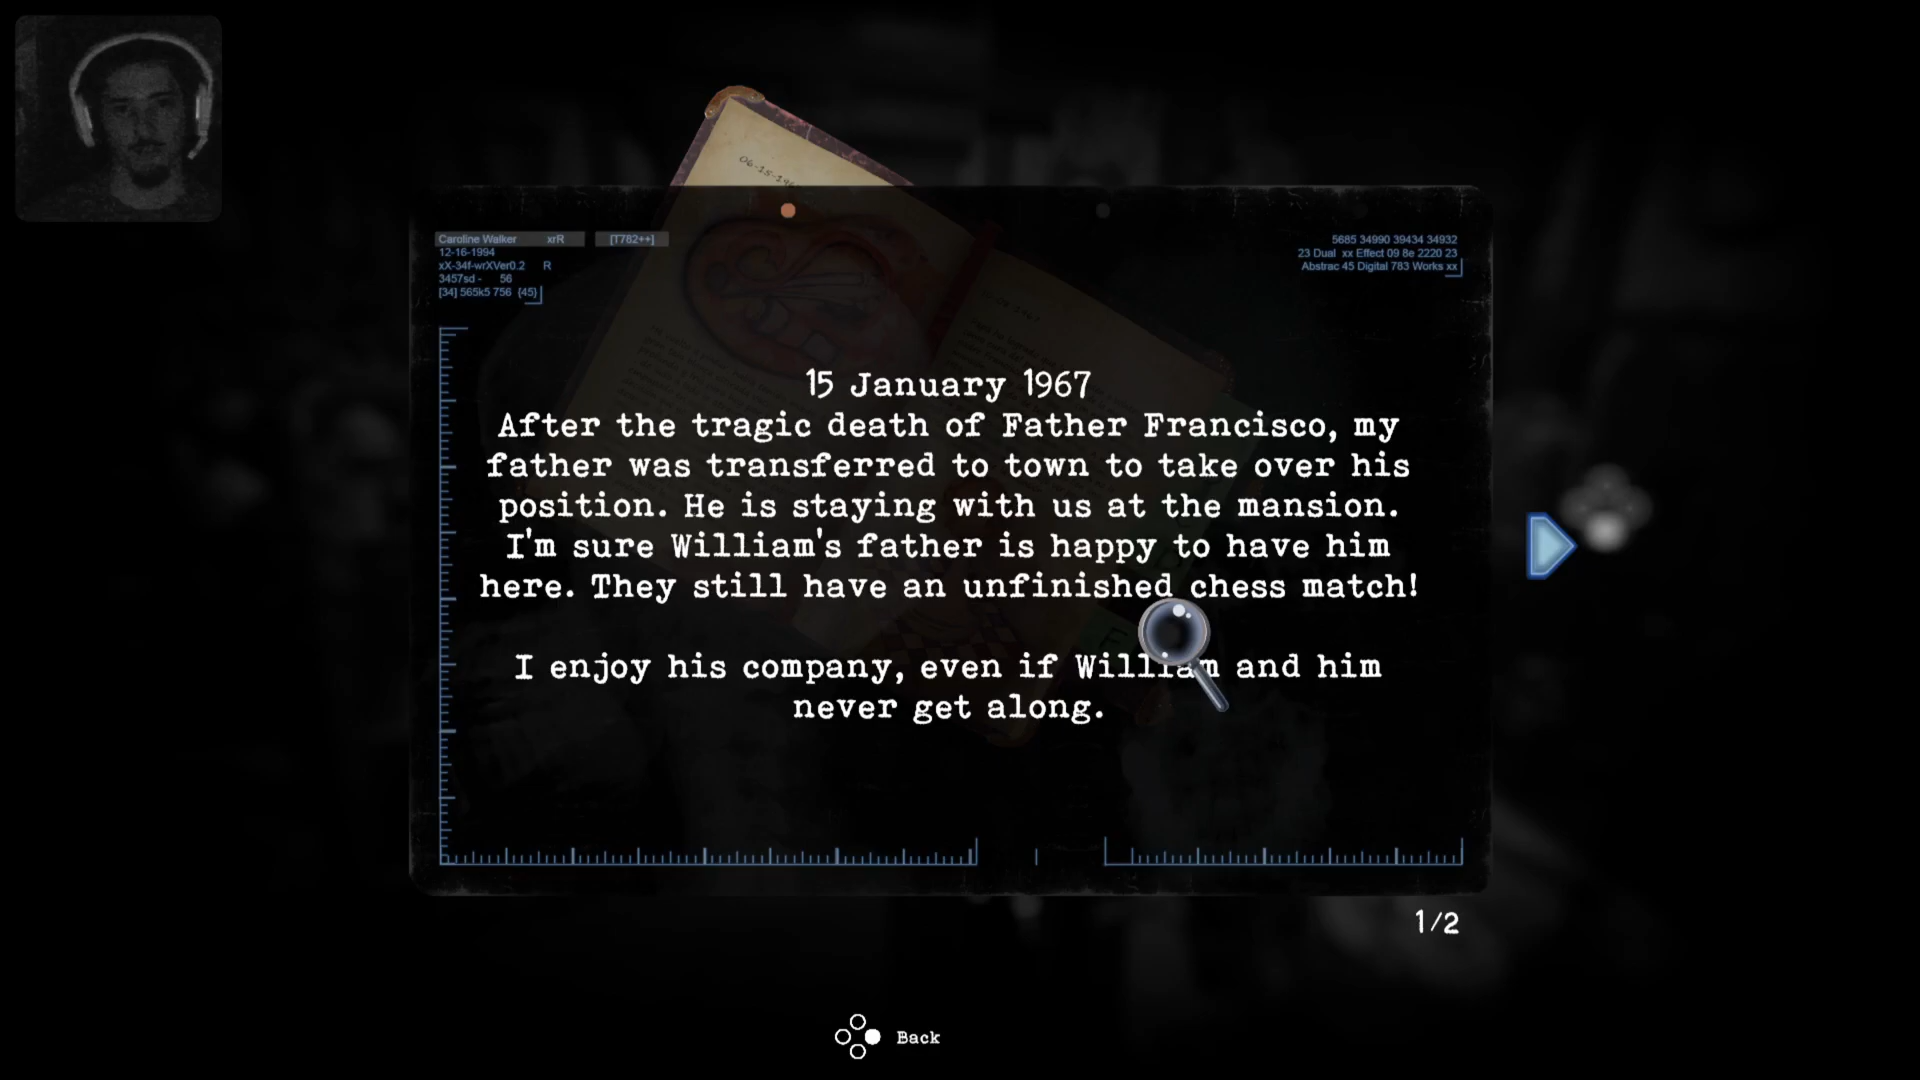 06-15-196
Caroline Walker xrR [T782++]
12-16-1994
xX-34f-wrXVer0.2 R
3457sd - 56
[34] 565k5 756 {45}
5685 34990 39434 34932
23 Dual xx Effect 09 8e 2220 23
Abstrac 45 Digital 783 Works xx
15 January 1967
After the tragic death of Father Francisco, my
father was transferred to town to take over his
position. He is staying with us at the mansion.
I'm sure William's father is happy to have him
here. They still have an unfinished chess match!
I enjoy his company, even if William and him
never get along.
1/2
Back